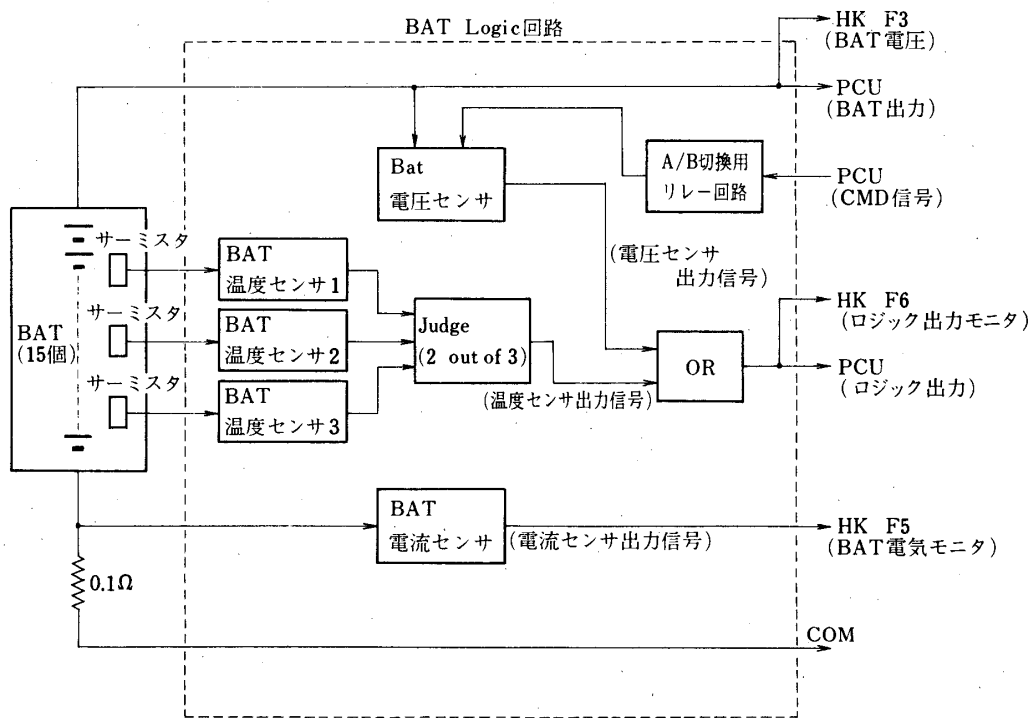 BAT Logic回路
HK F3
(BAT電圧)
PCU
(BAT出力)
Bat
電圧センサ
A/B切換用
リレー回路
PCU
(CMD信号)
サーミスタ
BAT
温度センサ1
(電圧センサ
出力信号)
BAT
(15個)
サーミスタ
BAT
温度センサ2
Judge
(2 out of 3)
HK F6
(ロジック出力モニタ)
OR
PCU
(ロジック出力)
サーミスタ
BAT
温度センサ3
(温度センサ出力信号)
BAT
電流センサ
(電流センサ出力信号)
HK F5
(BAT電気モニタ)
0.1Ω
COM